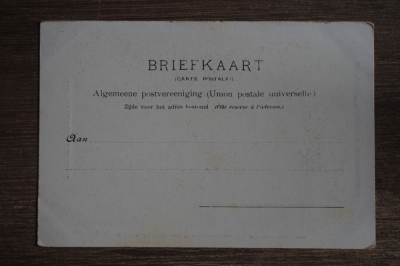 BRIEFKAART
(CARTE POSTALE)
Algemeene postvereeniging (Union postale universelle)
Zijde voor het adres bestemd (Côté réservé à l'adresse.)
Aan